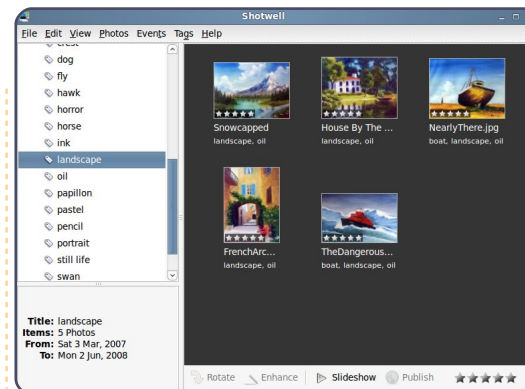 Shotwell
File Edit View Photos Events Tags Help
crest
dog
fly
hawk
horror
horse
ink
landscape
oil
papillon
pastel
pencil
portrait
still life
swan
Title: landscape
Items: 5 Photos
From: Sat 3 Mar, 2007
To: Mon 2 Jun, 2008
Snowcapped
landscape, oil
House By The ...
landscape, oil
NearlyThere.jpg
boat, landscape, oil
FrenchArc...
landscape, oil
TheDangerous...
boat, landscape, oil
Rotate Enhance Slideshow Publish